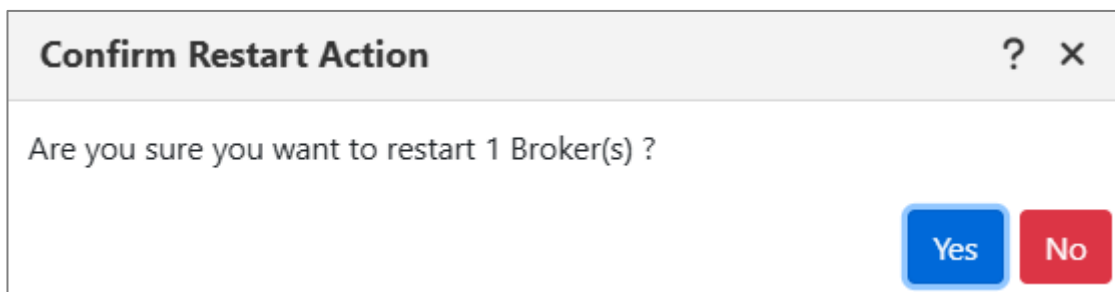 Confirm Restart Action ? ×
Are you sure you want to restart 1 Broker(s) ?
Yes No